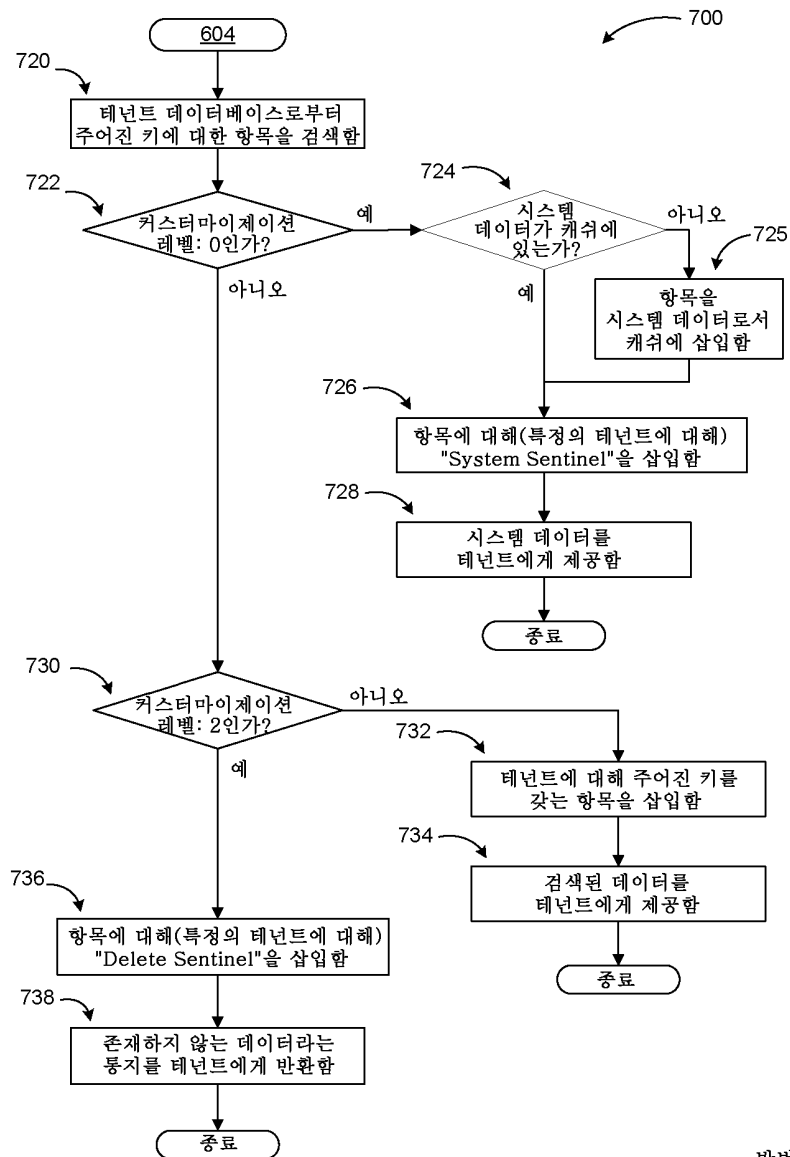 604
700
720
테넌트 데이터베이스로부터
주어진 키에 대한 항목을 검색함
722
커스터마이제이션
레벨: 0인가?
예
아니오
724
시스템
데이터가 캐쉬에
있는가?
아니오
예
725
항목을
시스템 데이터로서
캐쉬에 삽입함
726
항목에 대해(특정의 테넌트에 대해)
"System Sentinel"을 삽입함
728
시스템 데이터를
테넌트에게 제공함
종료
730
커스터마이제이션
레벨: 2인가?
아니오
예
732
테넌트에 대해 주어진 키를
갖는 항목을 삽입함
734
검색된 데이터를
테넌트에게 제공함
종료
736
항목에 대해(특정의 테넌트에 대해)
"Delete Sentinel"을 삽입함
738
존재하지 않는 데이터라는
통지를 테넌트에게 반환함
종료